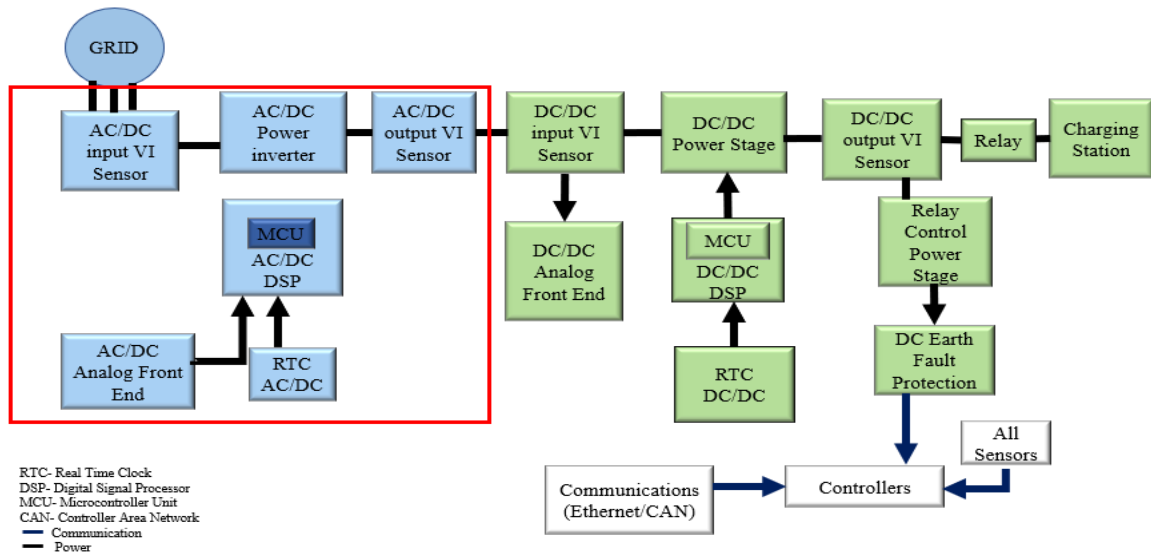 GRID
AC/DC
input VI
Sensor
AC/DC
Power
inverter
AC/DC
output VI
Sensor
DC/DC
input VI
Sensor
DC/DC
Power Stage
DC/DC
output VI
Sensor
Relay
Charging
Station
MCU
AC/DC
DSP
DC/DC
Analog
Front End
MCU
DC/DC
DSP
Relay
Control
Power
Stage
AC/DC
Analog Front
End
RTC
AC/DC
RTC
DC/DC
DC Earth
Fault
Protection
All
Sensors
Communications
(Ethernet/CAN)
Controllers
RTC- Real Time Clock
DSP- Digital Signal Processor
MCU- Microcontroller Unit
CAN- Controller Area Network
Communication
Power